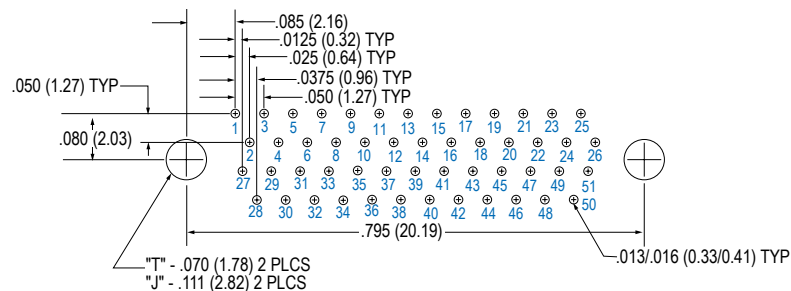 .085 (2.16)
.0125 (0.32) TYP
.025 (0.64)
.0375 (0.96) TYP
.050 (1.27) TYP
.050 (1.27) TYP
.080 (2.03)
1 3 5 7 9 11 13 15 17 19 21 23 25
2 4 6 8 10 12 14 16 18 20 22 24 26
27 29 31 33 35 37 39 41 43 45 47 49 51
28 30 32 34 36 38 40 42 44 46 48 50
.795 (20.19)
.013/.016 (0.33/0.41) TYP
"T" - .070 (1.78) 2 PLCS
"J" - .111 (2.82) 2 PLCS